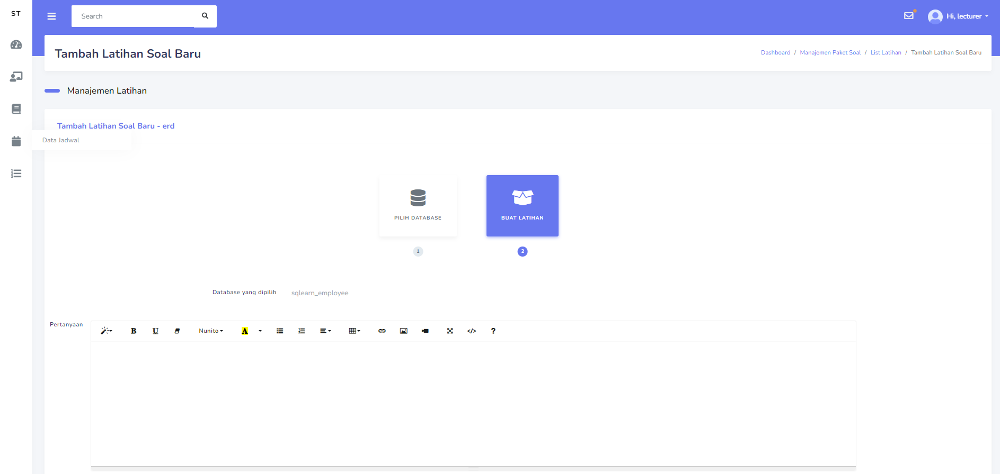 ST
Search
Hi, lecturer
Tambah Latihan Soal Baru
Dashboard / Manajemen Paket Soal / List Latihan / Tambah Latihan Soal Baru
Manajemen Latihan
Tambah Latihan Soal Baru - erd
Data Jadwal
PILIH DATABASE
BUAT LATIHAN
1
2
Database yang dipilih
sqlearn_employee
Pertanyaan
B U Nunito A </> ?